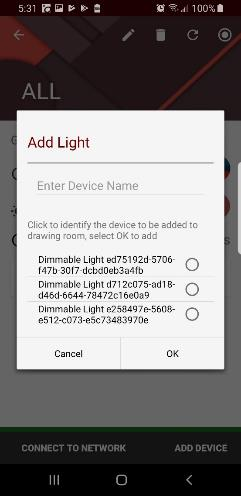 5:31 100%
ALL
Add Light
Enter Device Name
Click to identify the device to be added to
drawing room, select OK to add
Dimmable Light ed75192d-5706-
f47b-30f7-dcbd0eb3a4fb
Dimmable Light d712c075-ad18-
d46d-6644-78472c16e0a9
Dimmable Light e258497e-5608-
e512-c073-e5c73483970e
Cancel OK
CONNECT TO NETWORK ADD DEVICE